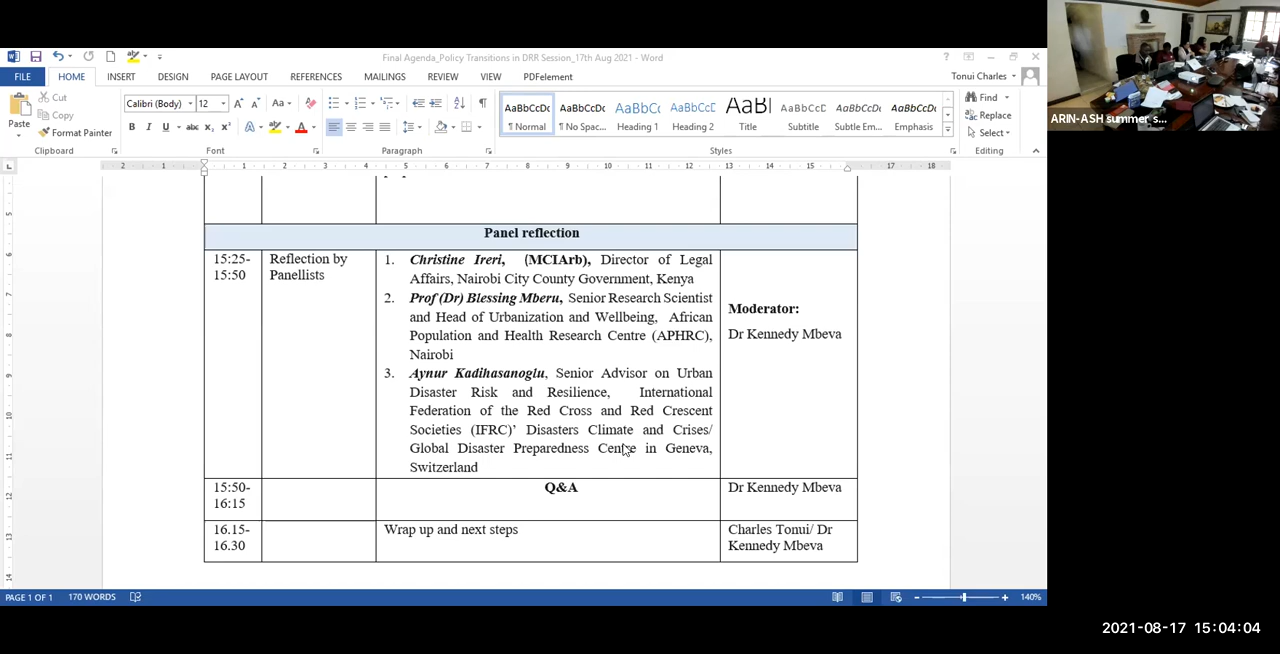 Final Agenda_Policy Transitions in DRR Session_17th Aug 2021 - Word
FILE
HOME
INSERT
DESIGN
PAGE LAYOUT
REFERENCES
MAILINGS
REVIEW
VIEW
PDFelement
Tonui Charles
Cut
Copy
Format Painter
Paste
Clipboard
Calibri (Body)
12
Font
Paragraph
AaBbCcDc
¶ Normal
AaBbCcDc
¶ No Spac...
AaBbC
Heading 1
AaBbCc
Heading 2
AaBl
Title
AaBbCcD
Subtitle
AaBbCcDc
Subtle Em...
AaBbCcDc
Emphasis
Styles
Find
Replace
Select
Editing
ARIN-ASH summer s...
Panel reflection
15:25-
15:50
Reflection by
Panellists
1. Christine Ireri, (MCIArb), Director of Legal
Affairs, Nairobi City County Government, Kenya
2. Prof (Dr) Blessing Mberu, Senior Research Scientist
and Head of Urbanization and Wellbeing, African
Population and Health Research Centre (APHRC),
Nairobi
3. Aynur Kadihasanoglu, Senior Advisor on Urban
Disaster Risk and Resilience, International
Federation of the Red Cross and Red Crescent
Societies (IFRC)’ Disasters Climate and Crises/
Global Disaster Preparedness Centre in Geneva,
Switzerland
Moderator:
Dr Kennedy Mbeva
15:50-
16:15
Q&A
Dr Kennedy Mbeva
16.15-
16.30
Wrap up and next steps
Charles Tonui/ Dr
Kennedy Mbeva
PAGE 1 OF 1
170 WORDS
140%
2021-08-17 15:04:04